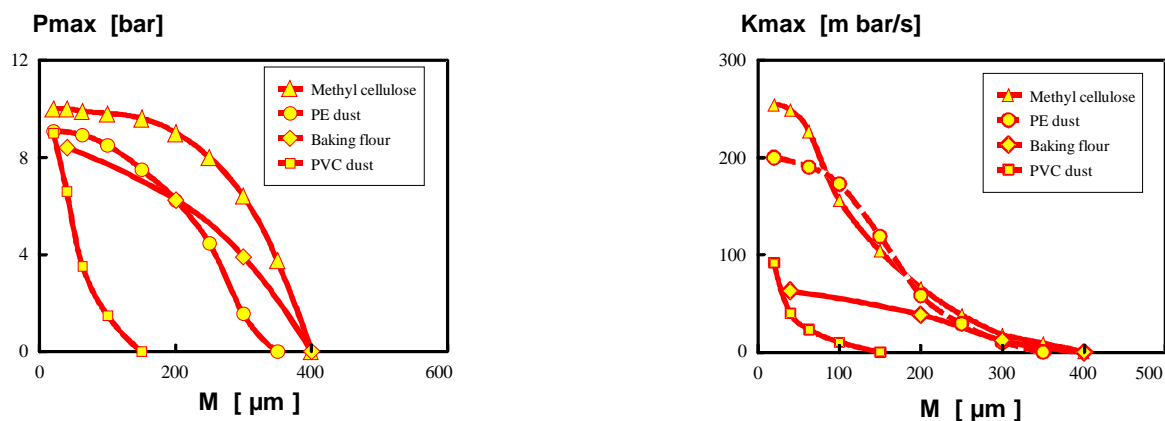 Pmax [bar]
12
8
4
0
0
200
400
600
M [ µm ]
Methyl cellulose
PE dust
Baking flour
PVC dust
Kmax [m bar/s]
300
200
100
0
0
100
200
300
400
500
M [ µm ]
Methyl cellulose
PE dust
Baking flour
PVC dust